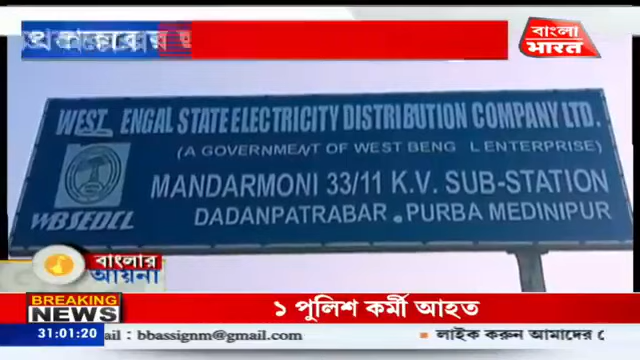 বাংলা
ভারত
WEST ENGAL STATE ELECTRICITY DISTRIBUTION COMPANY LTD.
(A GOVERNMENT OF WEST BENG L ENTERPRISE)
MANDARMONI 33/11 K.V. SUB-STATION
WBSEDCL
DADANPATRABAR . PURBA MEDINIPUR
বাংলার
আয়না
BREAKING
NEWS
১ পুলিশ কর্মী আহত
31:01:20
ail : bbassignm@gmail.com
লাইক করুন আমাদের